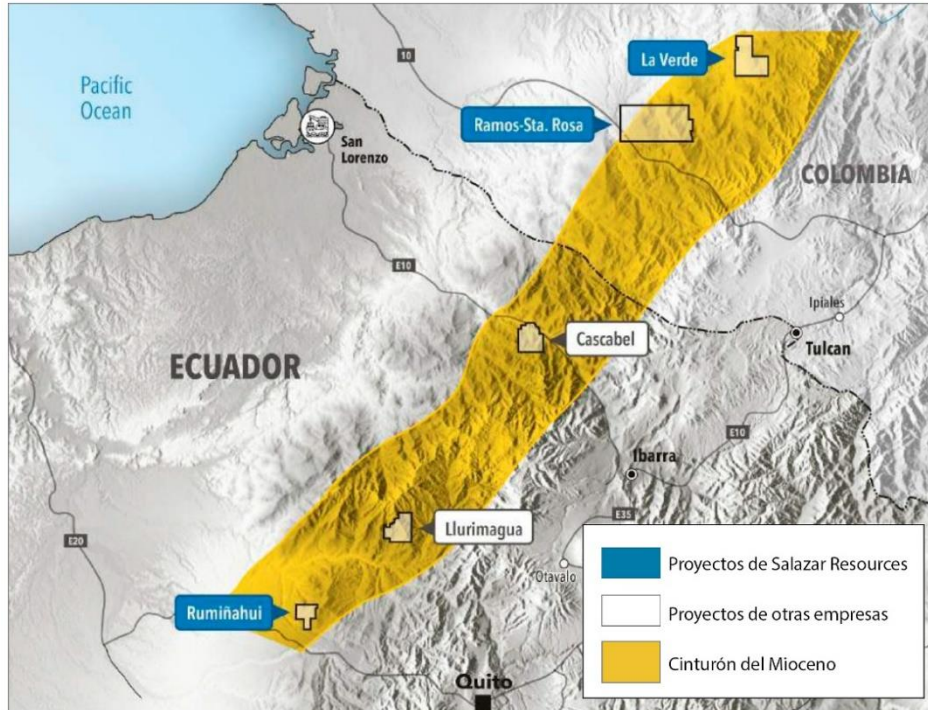 La Verde
10
Pacific
Ocean
Ramos-Sta. Rosa
San
Lorenzo
COLOMBIA
E10
Ipiales
Cascabel
Tulcan
ECUADOR
E10
Ibarra
Llurimagua
E35
E20
Otavalo
Rumiñahui
Quito
Proyectos de Salazar Resources
Proyectos de otras empresas
Cinturón del Mioceno